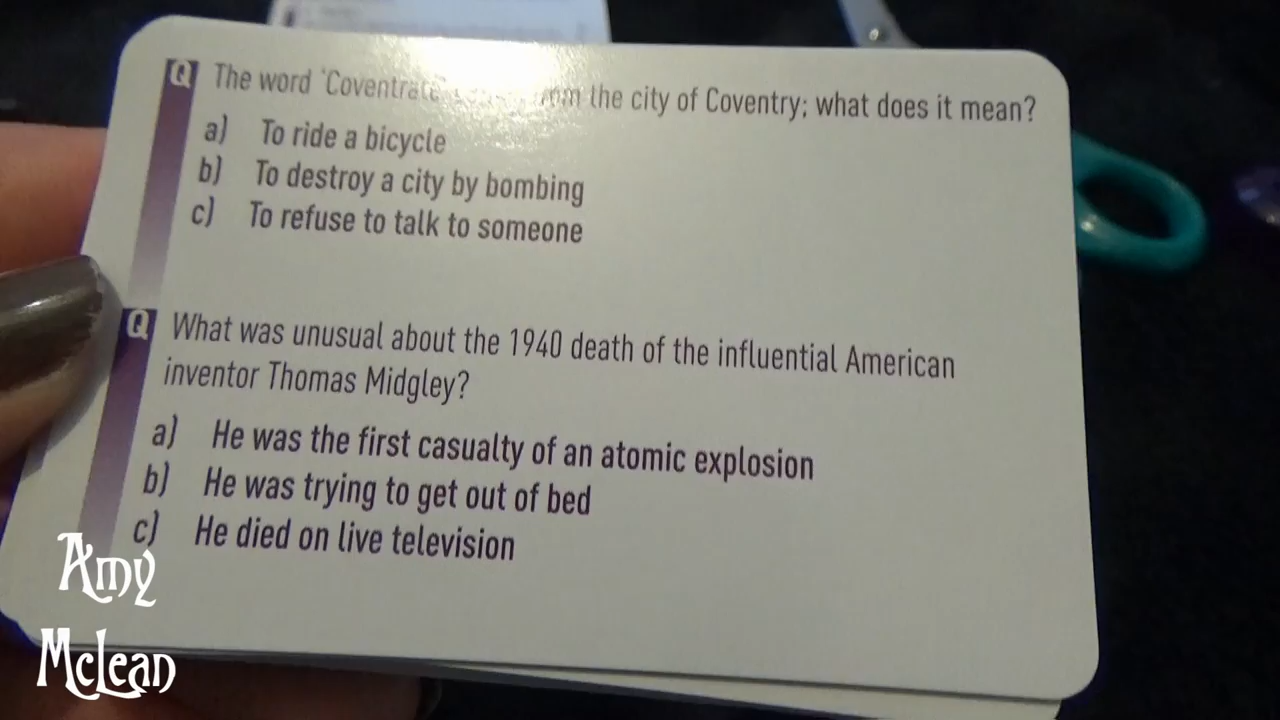 Q The word 'Coventrate' from the city of Coventry; what does it mean?
a) To ride a bicycle
b) To destroy a city by bombing
c) To refuse to talk to someone
Q What was unusual about the 1940 death of the influential American
inventor Thomas Midgley?
a) He was the first casualty of an atomic explosion
b) He was trying to get out of bed
c) He died on live television
Amy
McLean